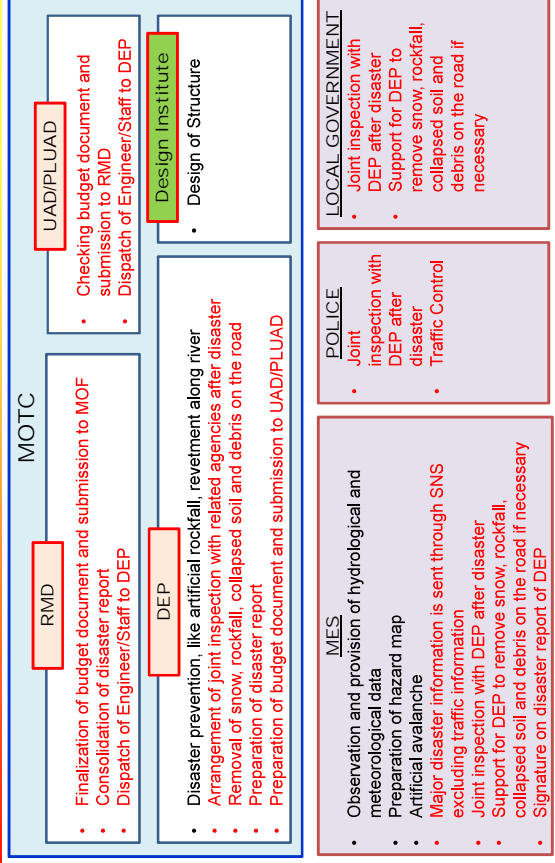 MOTC
RMD
• Finalization of budget document and submission to MOF
• Consolidation of disaster report
• Dispatch of Engineer/Staff to DEP
UAD/PLUAD
• Checking budget document and
submission to RMD
• Dispatch of Engineer/Staff to DEP
DEP
• Disaster prevention, like artificial rockfall, revetment along river
• Arrangement of joint inspection with related agencies after disaster
• Removal of snow, rockfall, collapsed soil and debris on the road
• Preparation of disaster report
• Preparation of budget document and submission to UAD/PLUAD
Design Institute
• Design of Structure
MES
• Observation and provision of hydrological and
meteorological data
• Preparation of hazard map
• Artificial avalanche
• Major disaster information is sent through SNS
excluding traffic information
• Joint inspection with DEP after disaster
• Support for DEP to remove snow, rockfall,
collapsed soil and debris on the road if necessary
• Signature on disaster report of DEP
POLICE
• Joint
inspection with
DEP after
disaster
• Traffic Control
LOCAL GOVERNMENT
• Joint inspection with
DEP after disaster
• Support for DEP to
remove snow, rockfall,
collapsed soil and
debris on the road if
necessary